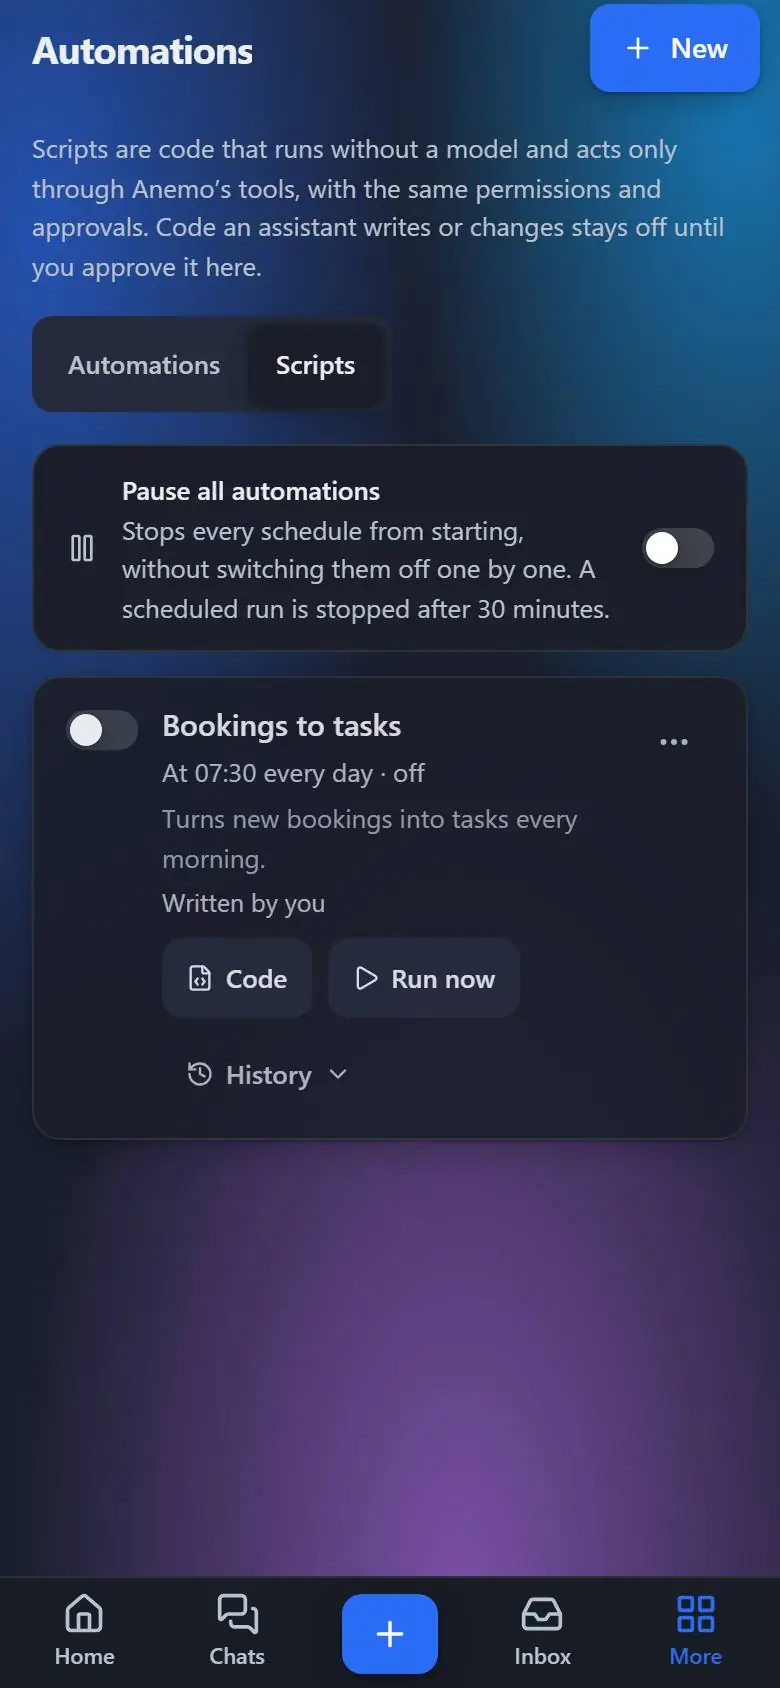 Automations
New
Scripts are code that runs without a model and acts only
through Anemo’s tools, with the same permissions and
approvals. Code an assistant writes or changes stays off until
you approve it here.
Automations
Scripts
Pause all automations
Stops every schedule from starting,
without switching them off one by one. A
scheduled run is stopped after 30 minutes.
Bookings to tasks
At 07:30 every day · off
Turns new bookings into tasks every
morning.
Written by you
Code
Run now
History
Home
Chats
Inbox
More